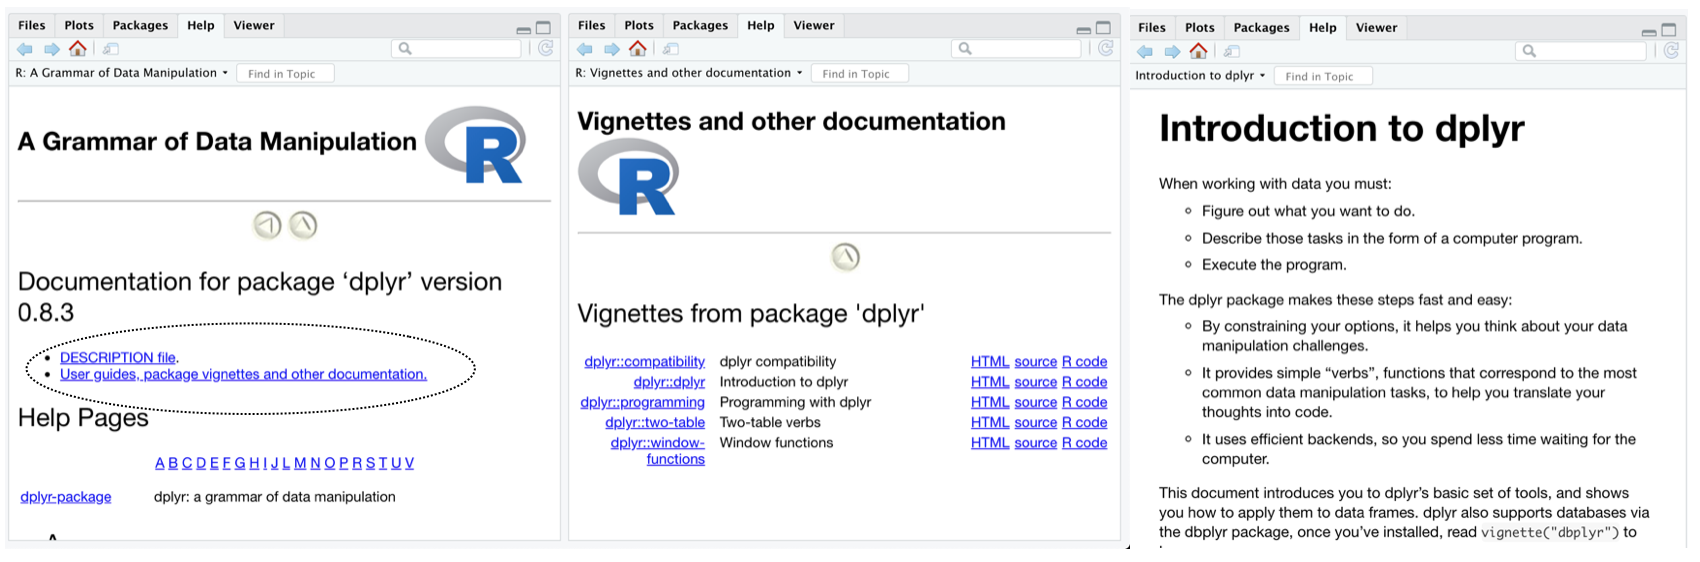 Files Plots Packages Help Viewer
R: A Grammar of Data Manipulation Find in Topic
A Grammar of Data Manipulation R
Documentation for package ‘dplyr’ version
0.8.3
• DESCRIPTION file.
• User guides, package vignettes and other documentation.
Help Pages
A B C D E F G H I J L M N O P R S T U V
dplyr-package dplyr: a grammar of data manipulation
A
Files Plots Packages Help Viewer
R: Vignettes and other documentation Find in Topic
Vignettes and other documentation
R
Vignettes from package 'dplyr'
dplyr::compatibility dplyr compatibility HTML source R code
dplyr::dplyr Introduction to dplyr HTML source R code
dplyr::programming Programming with dplyr HTML source R code
dplyr::two-table Two-table verbs HTML source R code
dplyr::window- Window functions HTML source R code
functions
Files Plots Packages Help Viewer
Introduction to dplyr Find in Topic
Introduction to dplyr
When working with data you must:
Figure out what you want to do.
Describe those tasks in the form of a computer program.
Execute the program.
The dplyr package makes these steps fast and easy:
By constraining your options, it helps you think about your data
manipulation challenges.
It provides simple “verbs”, functions that correspond to the most
common data manipulation tasks, to help you translate your
thoughts into code.
It uses efficient backends, so you spend less time waiting for the
computer.
This document introduces you to dplyr’s basic set of tools, and shows
you how to apply them to data frames. dplyr also supports databases via
the dbplyr package, once you’ve installed, read vignette("dbplyr") to